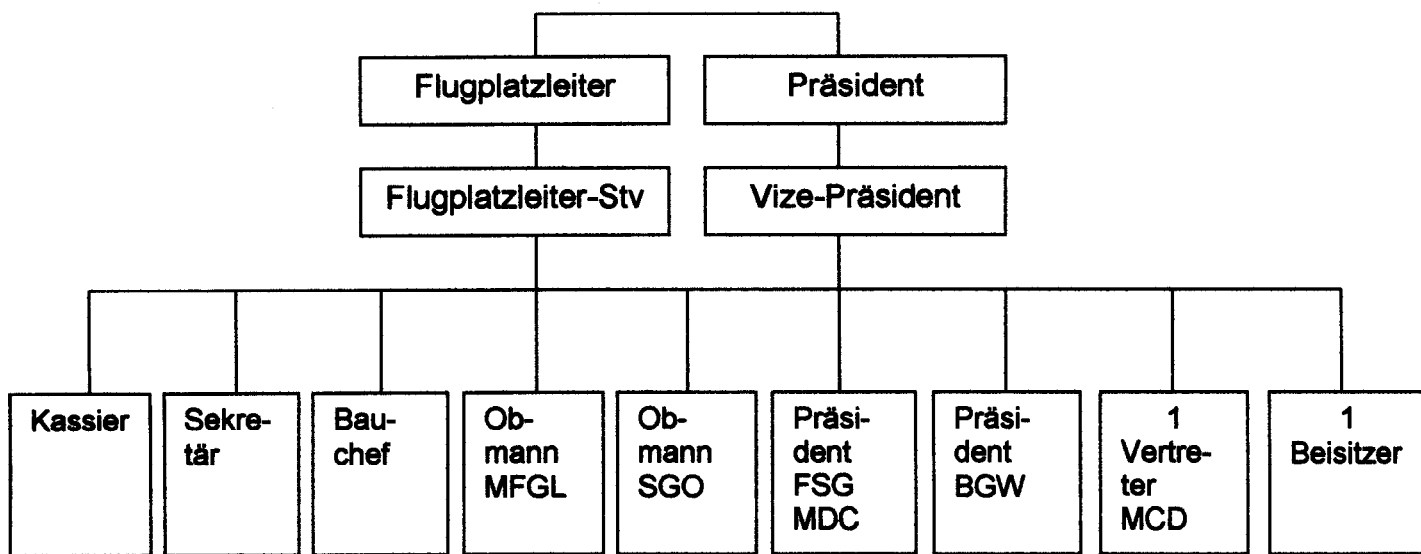 Flugplatzleiter
Präsident
Flugplatzleiter-Stv
Vize-Präsident
Kassier
Sekre-
tär
Bau-
chef
Ob-
mann
MFGL
Ob-
mann
SGO
Präsi-
dent
FSG
MDC
Präsi-
dent
BGW
1
Vertre-
ter
MCD
1
Beisitzer